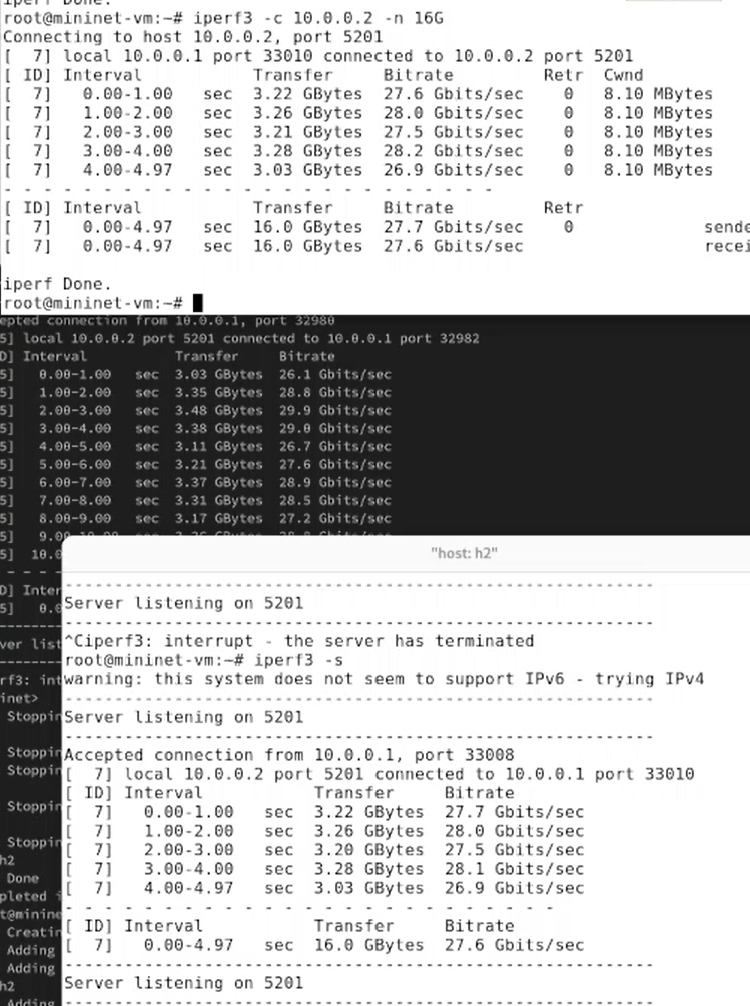 iperf Done.
root@mininet-vm:~# iperf3 -c 10.0.0.2 -n 16G
Connecting to host 10.0.0.2, port 5201
[  7] local 10.0.0.1 port 33010 connected to 10.0.0.2 port 5201
[ ID] Interval           Transfer     Bitrate         Retr  Cwnd
[  7]   0.00-1.00   sec  3.22 GBytes  27.6 Gbits/sec    0   8.10 MBytes
[  7]   1.00-2.00   sec  3.26 GBytes  28.0 Gbits/sec    0   8.10 MBytes
[  7]   2.00-3.00   sec  3.21 GBytes  27.5 Gbits/sec    0   8.10 MBytes
[  7]   3.00-4.00   sec  3.28 GBytes  28.2 Gbits/sec    0   8.10 MBytes
[  7]   4.00-4.97   sec  3.03 GBytes  26.9 Gbits/sec    0   8.10 MBytes
- - - - - - - - - - - - - - - - - - - - - - - - -
[ ID] Interval           Transfer     Bitrate         Retr
[  7]   0.00-4.97   sec  16.0 GBytes  27.7 Gbits/sec    0             sende
[  7]   0.00-4.97   sec  16.0 GBytes  27.6 Gbits/sec                  recei
iperf Done.
root@mininet-vm:~#
epted connection from 10.0.0.1, port 32980
5] local 10.0.0.2 port 5201 connected to 10.0.0.1 port 32982
D] Interval           Transfer     Bitrate
5]   0.00-1.00   sec  3.03 GBytes  26.1 Gbits/sec
5]   1.00-2.00   sec  3.35 GBytes  28.8 Gbits/sec
5]   2.00-3.00   sec  3.48 GBytes  29.9 Gbits/sec
5]   3.00-4.00   sec  3.38 GBytes  29.0 Gbits/sec
5]   4.00-5.00   sec  3.11 GBytes  26.7 Gbits/sec
5]   5.00-6.00   sec  3.21 GBytes  27.6 Gbits/sec
5]   6.00-7.00   sec  3.37 GBytes  28.9 Gbits/sec
5]   7.00-8.00   sec  3.31 GBytes  28.5 Gbits/sec
5]   8.00-9.00   sec  3.17 GBytes  27.2 Gbits/sec
5]   9.00
5]  10.0
- - - -
D] Inter
5]   0.0
ver list
rf3: int
inet>
Stoppin
Stoppin
Stoppin
Stoppin
Stoppin
h2
Done
pleted
t@minine
Creatin
Adding
Adding
h2
Adding
"host: h2"
-----------------------------------------------------------
Server listening on 5201
-----------------------------------------------------------
^Ciperf3: interrupt - the server has terminated
root@mininet-vm:~# iperf3 -s
warning: this system does not seem to support IPv6 - trying IPv4
-----------------------------------------------------------
Server listening on 5201
-----------------------------------------------------------
Accepted connection from 10.0.0.1, port 33008
[  7] local 10.0.0.2 port 5201 connected to 10.0.0.1 port 33010
[ ID] Interval           Transfer     Bitrate
[  7]   0.00-1.00   sec  3.22 GBytes  27.7 Gbits/sec
[  7]   1.00-2.00   sec  3.26 GBytes  28.0 Gbits/sec
[  7]   2.00-3.00   sec  3.20 GBytes  27.5 Gbits/sec
[  7]   3.00-4.00   sec  3.28 GBytes  28.1 Gbits/sec
[  7]   4.00-4.97   sec  3.03 GBytes  26.9 Gbits/sec
- - - - - - - - - - - - - - - - - - - - - - - - -
[ ID] Interval           Transfer     Bitrate
[  7]   0.00-4.97   sec  16.0 GBytes  27.6 Gbits/sec
-----------------------------------------------------------
Server listening on 5201
-----------------------------------------------------------